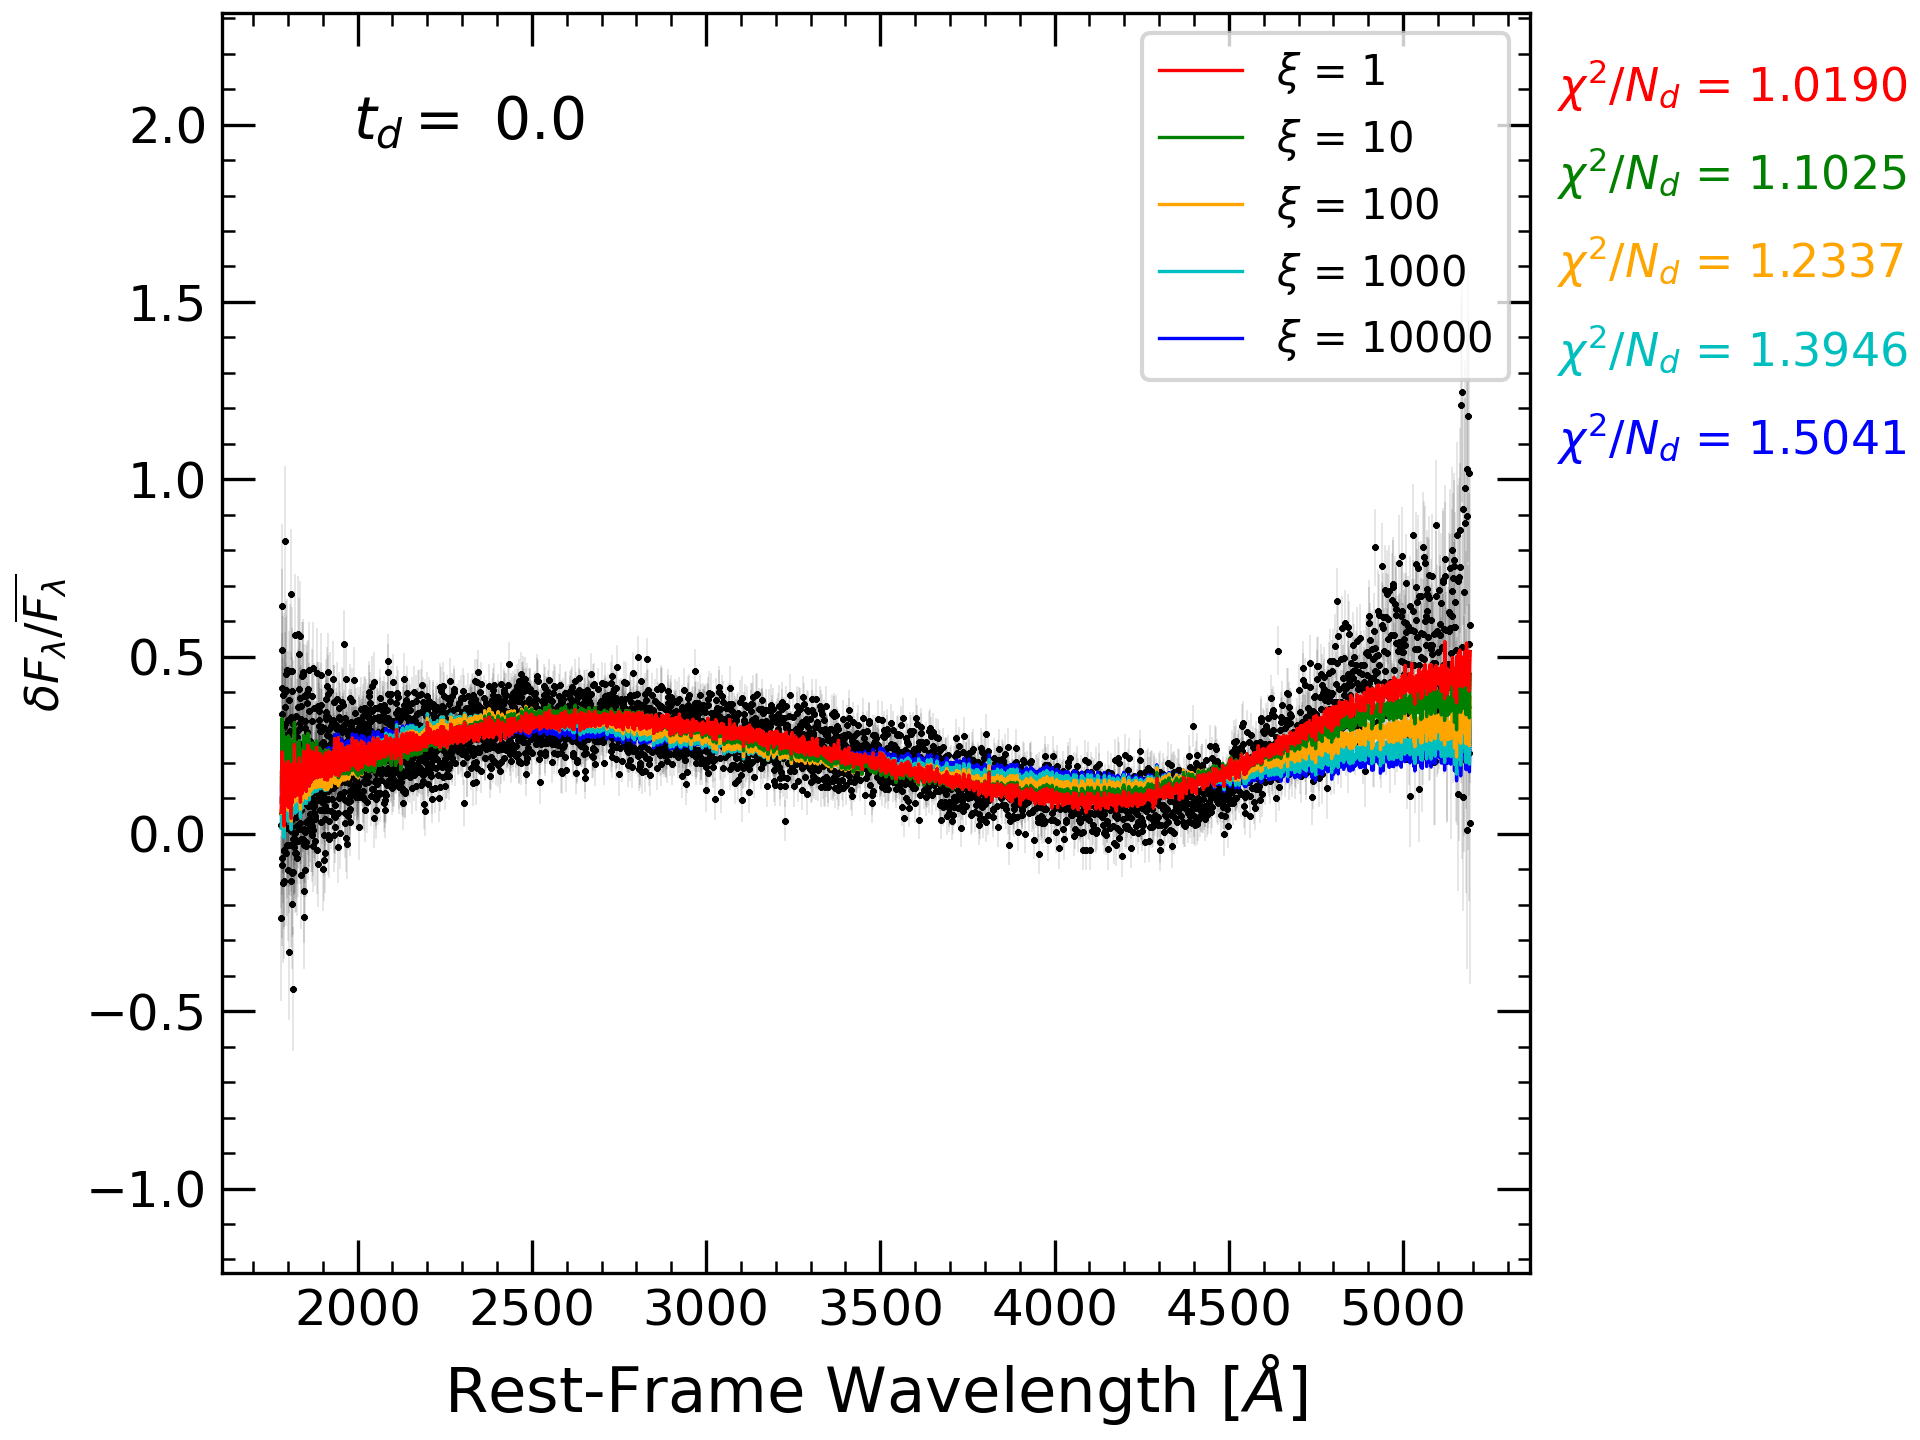 t_d = 0.0
ξ = 1
ξ = 10
ξ = 100
ξ = 1000
ξ = 10000
χ²/N_d = 1.0190
χ²/N_d = 1.1025
χ²/N_d = 1.2337
χ²/N_d = 1.3946
χ²/N_d = 1.5041
2.0
1.5
1.0
0.5
0.0
−0.5
−1.0
δF_λ/F̅_λ
2000 2500 3000 3500 4000 4500 5000
Rest-Frame Wavelength [Å]